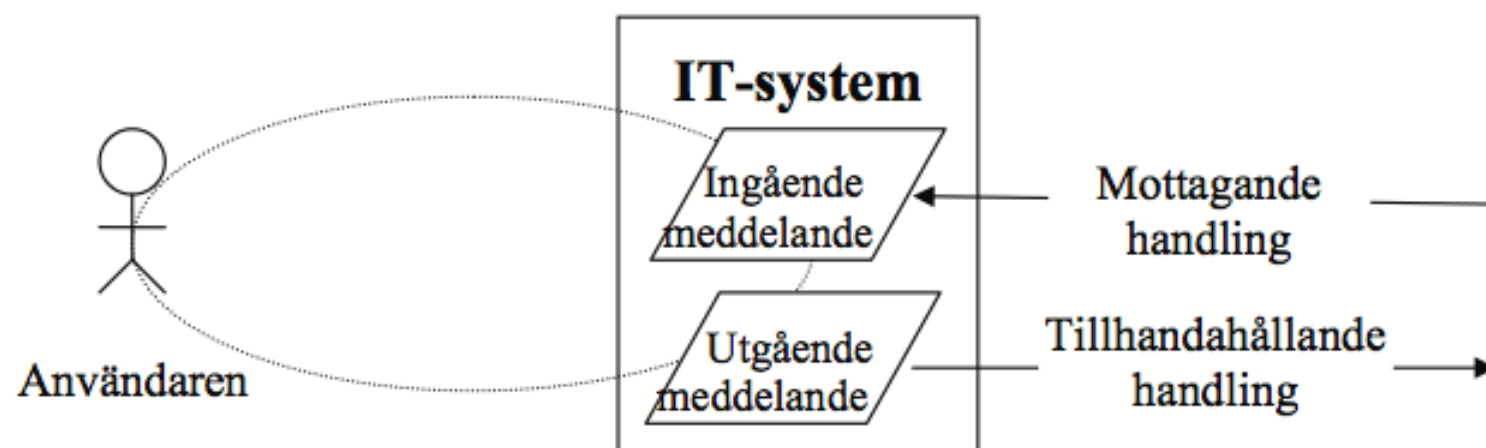 IT-system
Ingående
meddelande
Mottagande
handling
Utgående
meddelande
Tillhandahållande
handling
Användaren